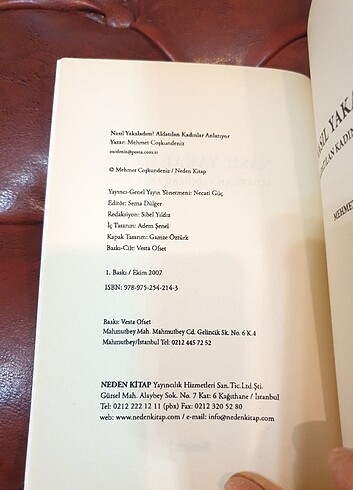 Nasıl Yakaladım? Aldatılan Kadınlar Anlatıyor
Yazar: Mehmet Coşkundeniz
© Mehmet Coşkundeniz / Neden Kitap
Yayıncı-Genel Yayın Yönetmeni: Necati Güç
Editör: Sema Dülger
Redaksiyon: Sibel Yıldız
İç Tasarım: Adem Şenel
Kapak Tasarım: Gamze Öztürk
Baskı-Cilt: Vesta Ofset
1. Baskı / Ekim 2007
ISBN: 978-975-254-214-3
Baskı: Vesta Ofset
Mahmutbey Mah. Mahmutbey Cd. Gelincik Sk. No. 6 K.4
Mahmutbey/İstanbul Tel: 0212 445 72 52
NEDEN KİTAP Yayıncılık Hizmetleri San.Tic.Ltd.Şti.
Gürsel Mah. Alaybey Sok. No. 7 Kat: 6 Kağıthane / İstanbul
Tel: 0212 222 12 11 (pbx) Fax: 0212 320 52 80
web: www.nedenkitap.com / e-mail: info@nedenkitap.com
YAKA
KADIN
MEHMET